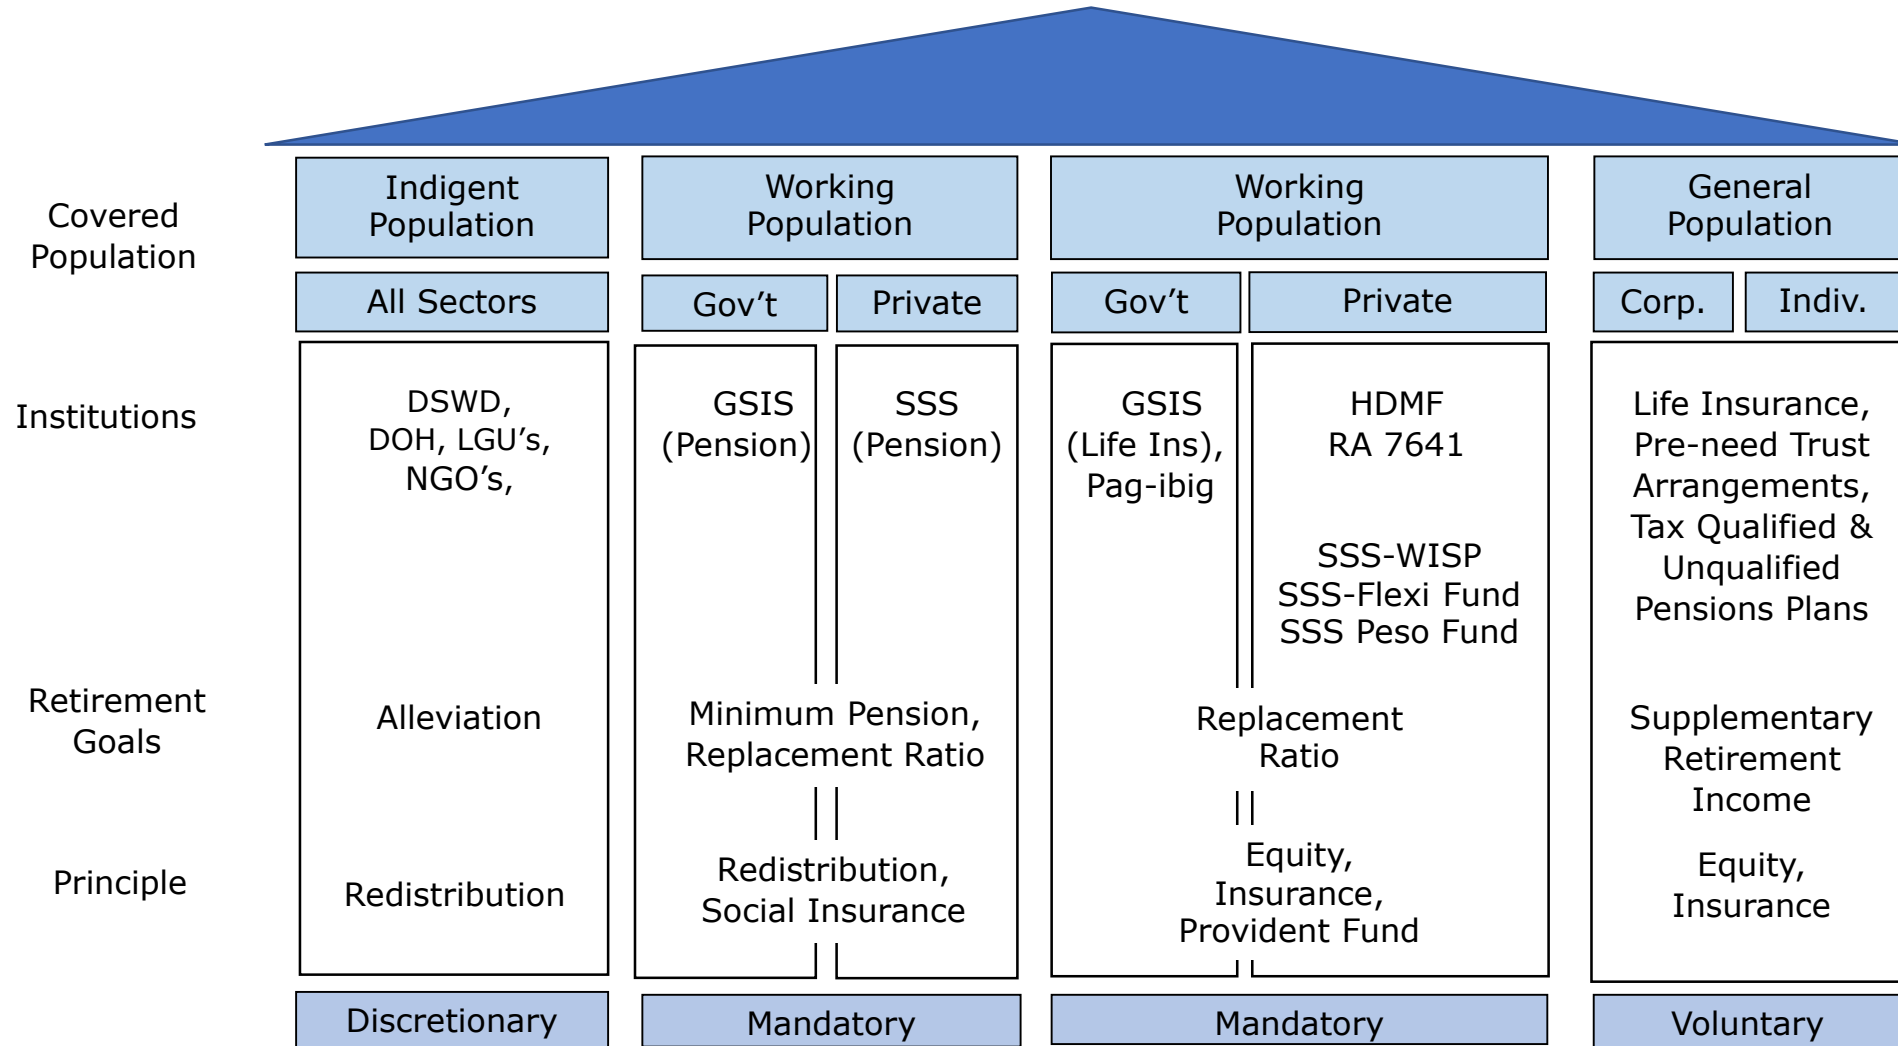 Covered
Population
Indigent
Population
Working
Population
Working
Population
General
Population
All Sectors
Gov’t
Private
Gov’t
Private
Corp.
Indiv.
Institutions
DSWD,
DOH, LGU’s,
NGO’s,
GSIS
(Pension)
SSS
(Pension)
GSIS
(Life Ins),
Pag-ibig
HDMF
RA 7641
SSS-WISP
SSS-Flexi Fund
SSS Peso Fund
Life Insurance,
Pre-need Trust
Arrangements,
Tax Qualified &
Unqualified
Pensions Plans
Retirement
Goals
Alleviation
Minimum Pension,
Replacement Ratio
Replacement
Ratio
Supplementary
Retirement
Income
Principle
Redistribution
Redistribution,
Social Insurance
Equity,
Insurance,
Provident Fund
Equity,
Insurance
Discretionary
Mandatory
Mandatory
Voluntary